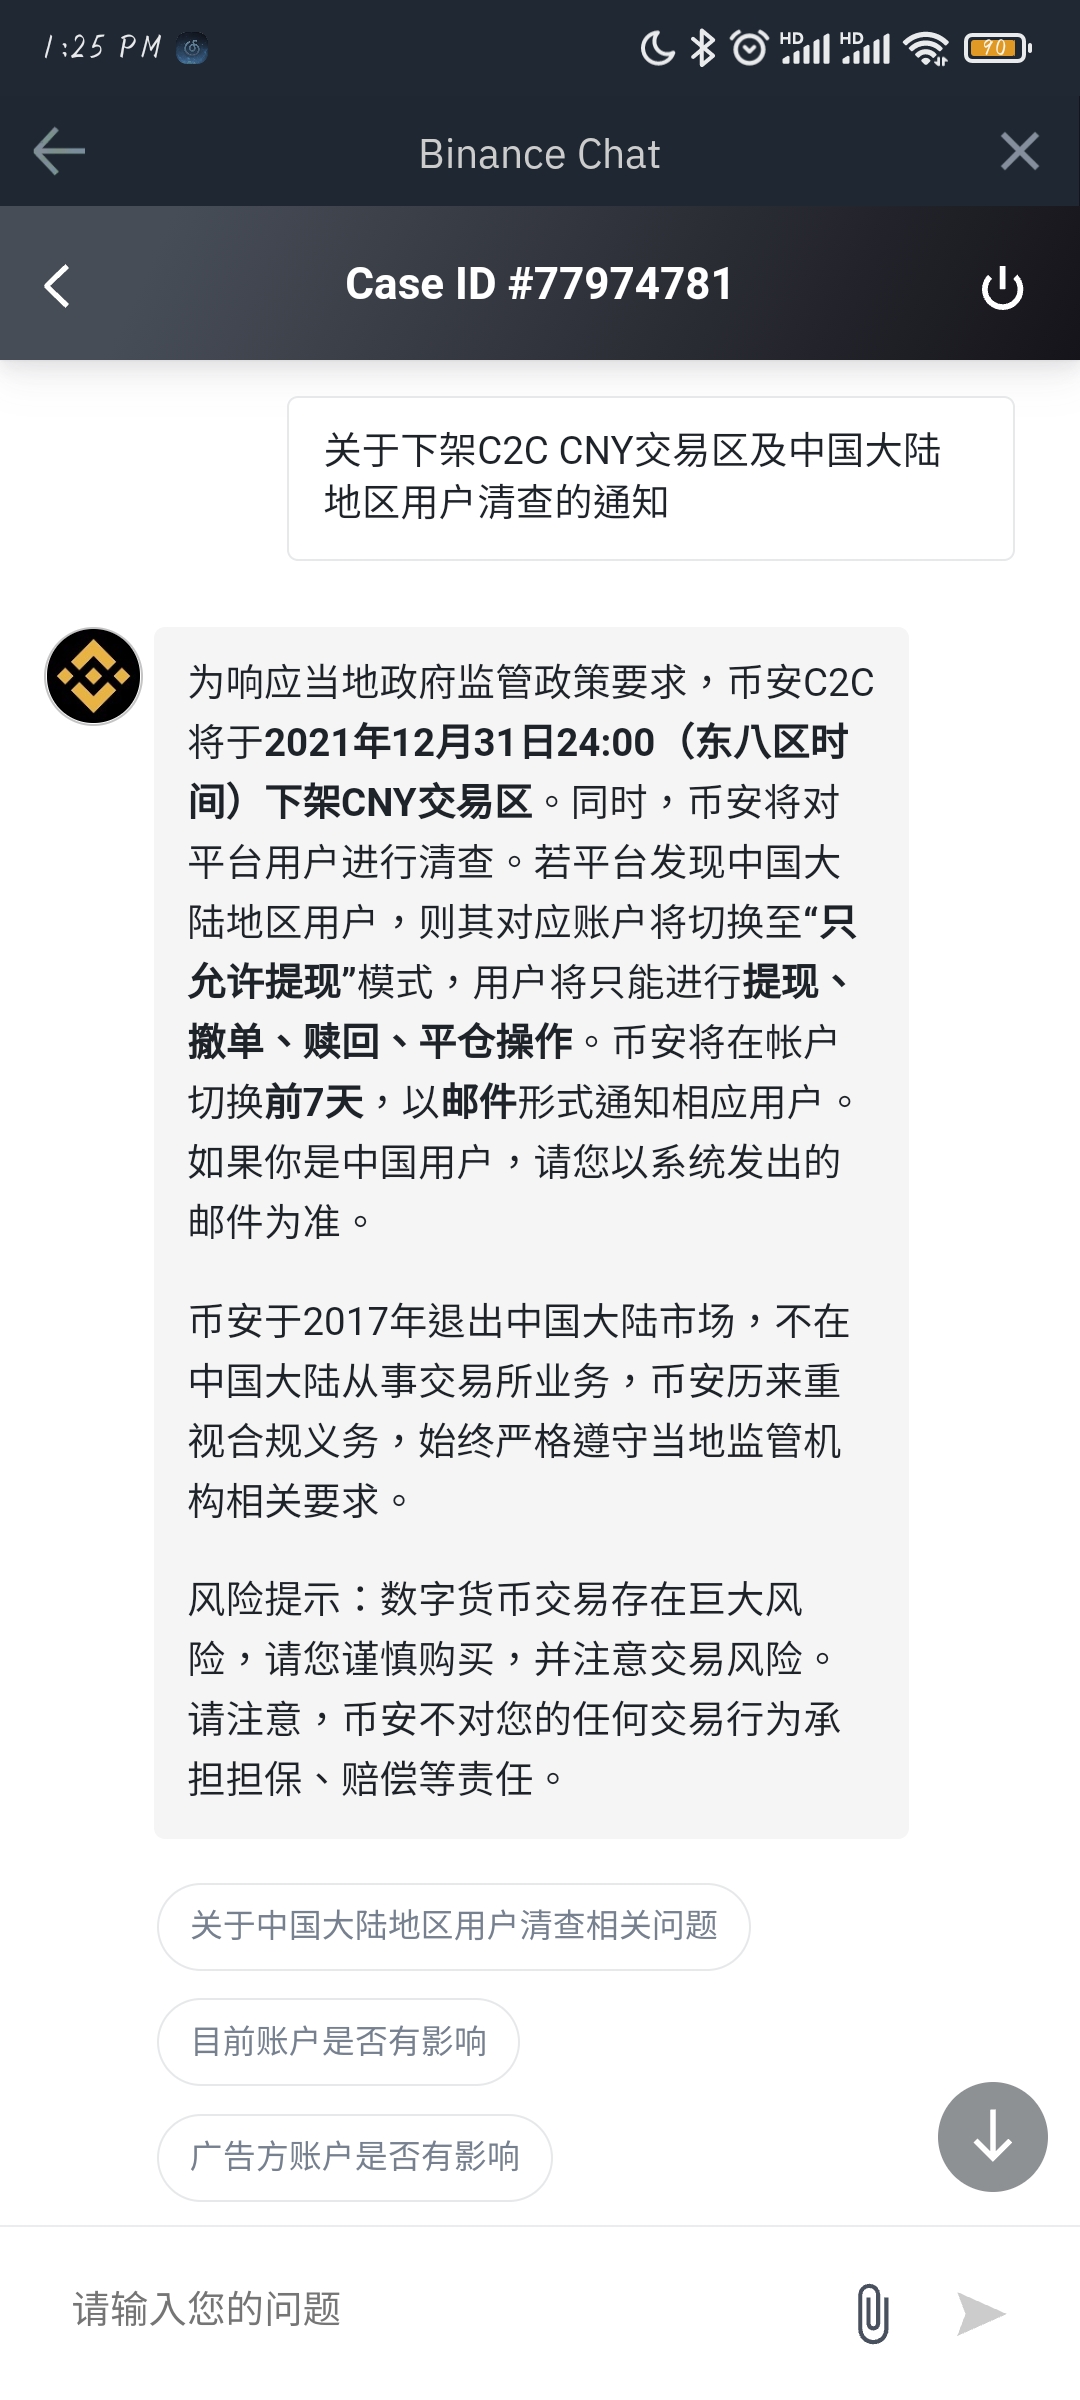 1:25 PM
HD HD 90
Binance Chat
Case ID #77974781
关于下架C2C CNY交易区及中国大陆
地区用户清查的通知
为响应当地政府监管政策要求，币安C2C
将于2021年12月31日24:00（东八区时
间）下架CNY交易区。同时，币安将对
平台用户进行清查。若平台发现中国大
陆地区用户，则其对应账户将切换至“只
允许提现”模式，用户将只能进行提现、
撤单、赎回、平仓操作。币安将在帐户
切换前7天，以邮件形式通知相应用户。
如果你是中国用户，请您以系统发出的
邮件为准。
币安于2017年退出中国大陆市场，不在
中国大陆从事交易所业务，币安历来重
视合规义务，始终严格遵守当地监管机
构相关要求。
风险提示：数字货币交易存在巨大风
险，请您谨慎购买，并注意交易风险。
请注意，币安不对您的任何交易行为承
担担保、赔偿等责任。
关于中国大陆地区用户清查相关问题
目前账户是否有影响
广告方账户是否有影响
请输入您的问题